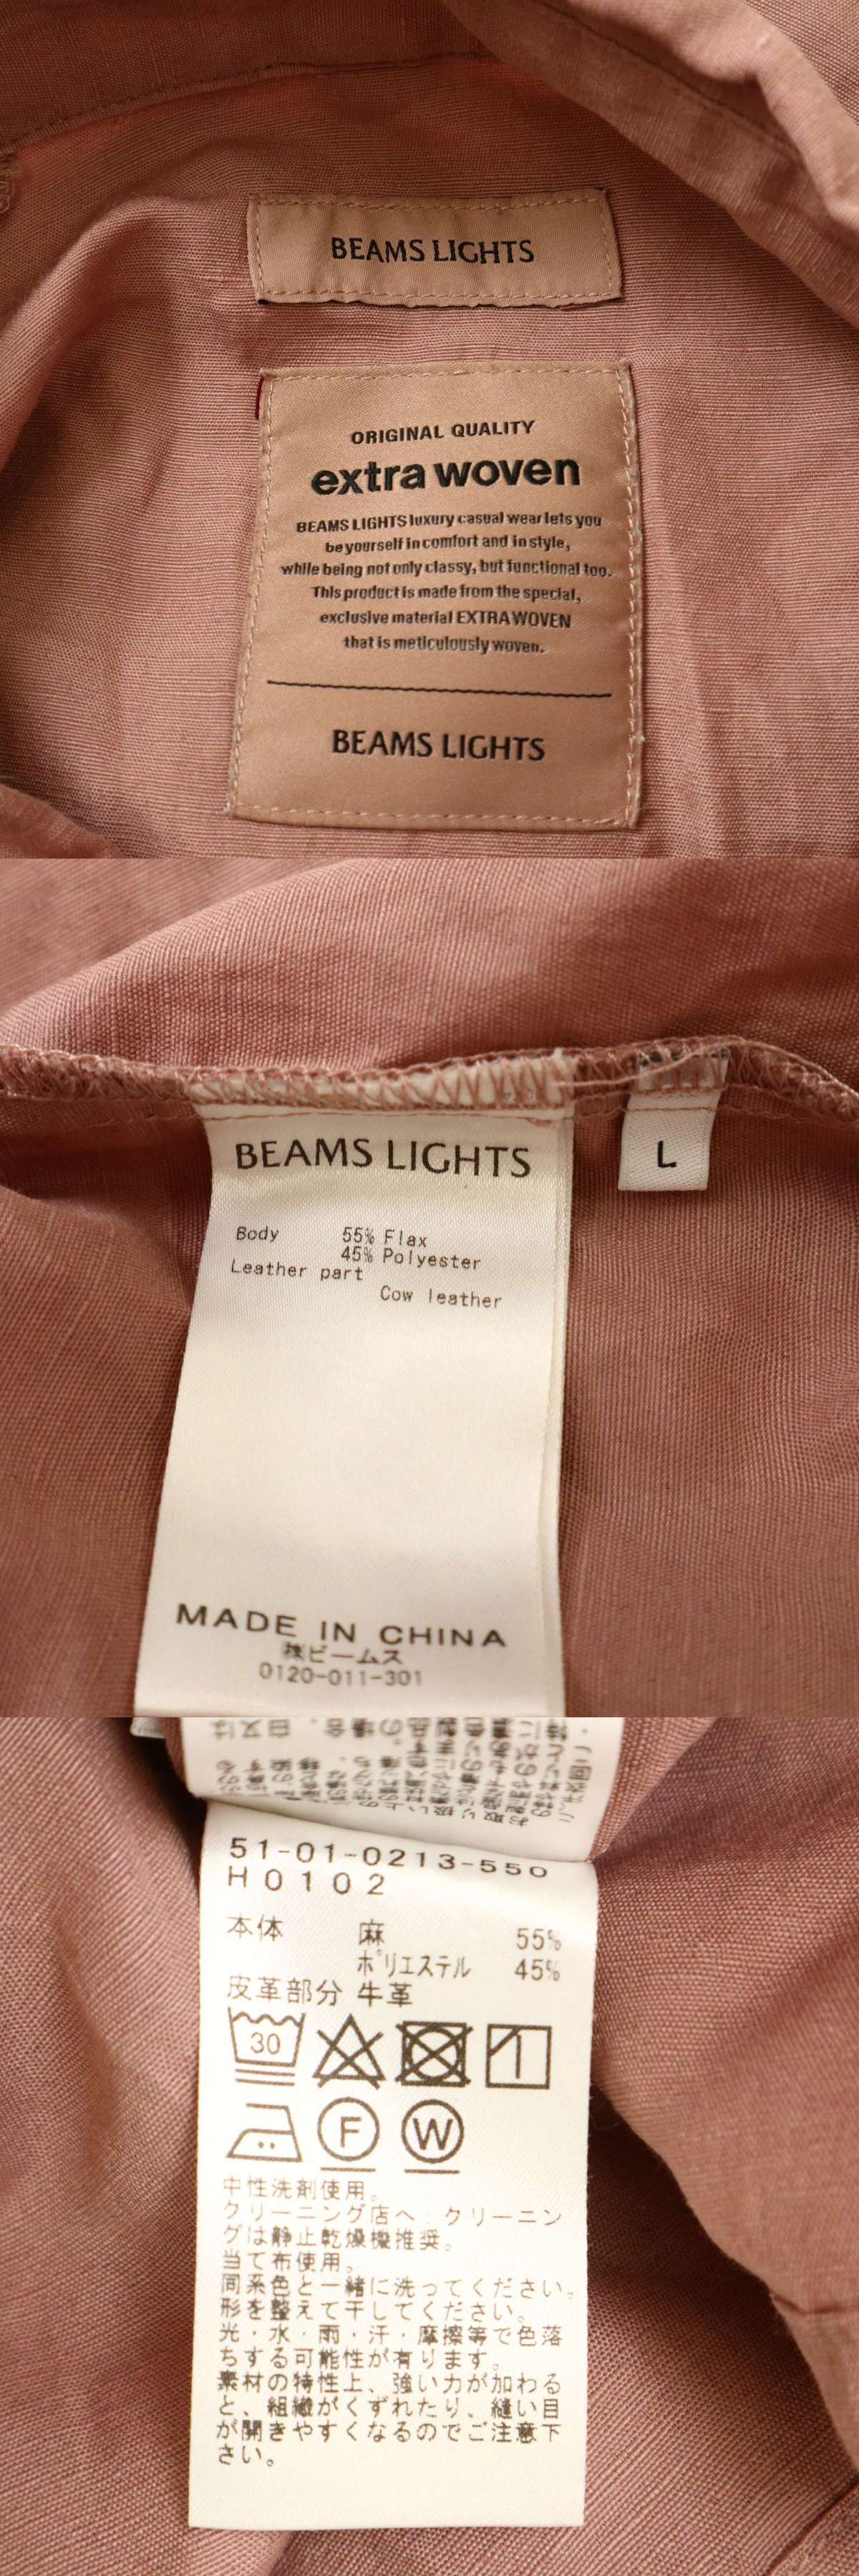 BEAMS LIGHTS
ORIGINAL QUALITY
extra woven
BEAMS LIGHTS luxury casual wear lets you
be yourself in comfort and in style,
while being not only classy, but functional too.
This product is made from the special,
exclusive material EXTRA WOVEN
that is meticulously woven.
BEAMS LIGHTS
BEAMS LIGHTS
L
Body 55% Flax
45% Polyester
Leather part
Cow leather
MADE IN CHINA
㈱ビームス
0120-011-301
51-01-0213-550
H0102
本体 麻 55%
ポリエステル 45%
皮革部分 牛革
30
F W
中性洗剤使用。
クリーニング店へ:クリーニン
グは静止乾燥機推奨。
当て布使用。
同系色と一緒に洗ってください。
形を整えて干してください。
光・水・雨・汗・摩擦等で色落
ちする可能性が有ります。
素材の特性上、強い力が加わる
と、組織がくずれたり、縫い目
が開きやすくなるのでご注意下
さい。